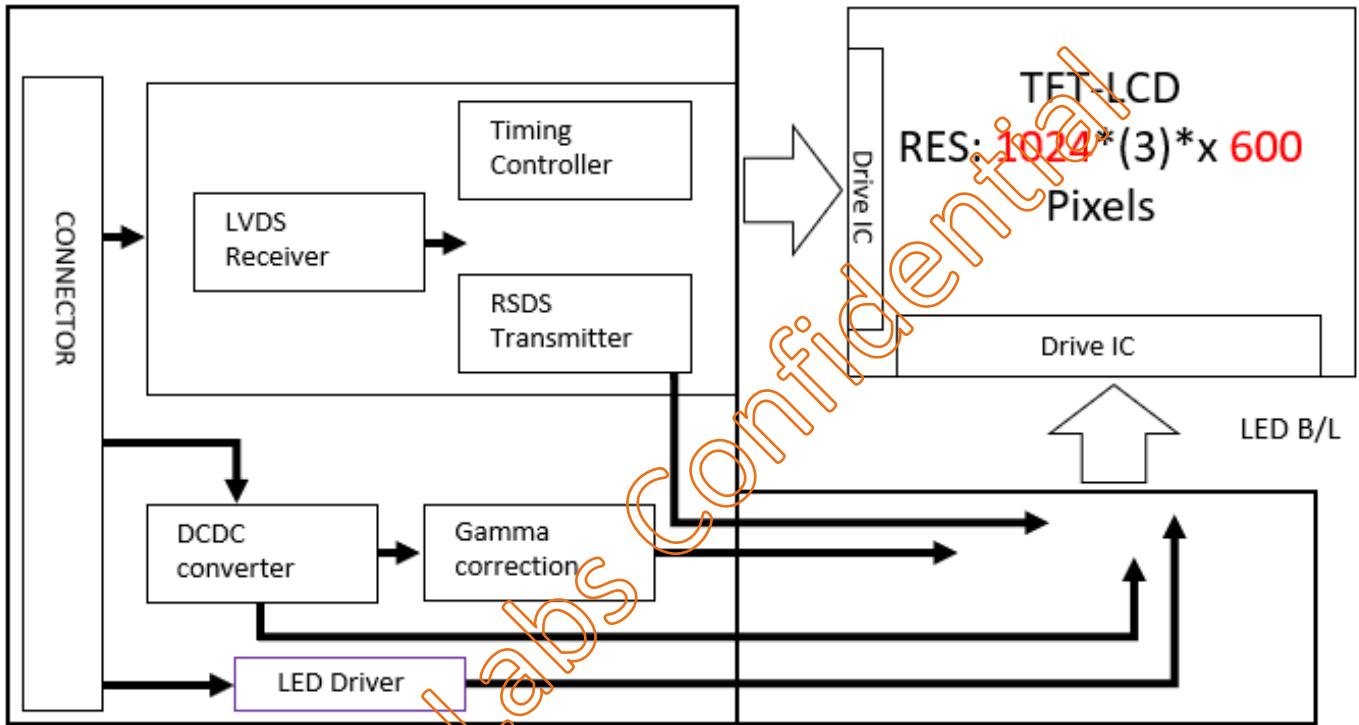 TFT-LCD
RES: 1024*(3)*x 600
Pixels
Drive IC
Drive IC
LED B/L
CONNECTOR
Timing
Controller
LVDS
Receiver
RSDS
Transmitter
DCDC
converter
Gamma
correction
LED Driver
Labs Confidential